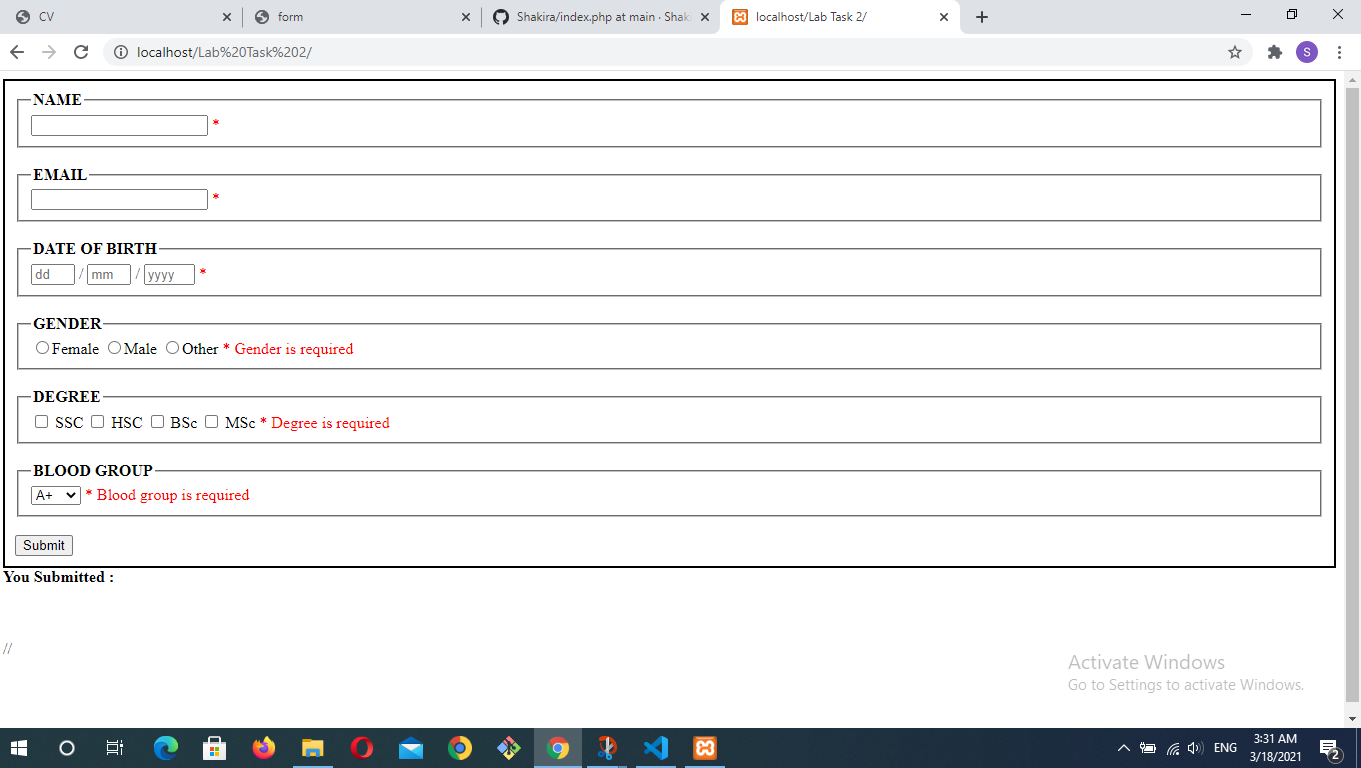 CV
form
Shakira/index.php at main · Shak
localhost/Lab Task 2/
localhost/Lab%20Task%202/
S
NAME
*
EMAIL
*
DATE OF BIRTH
dd / mm / yyyy *
GENDER
Female Male Other * Gender is required
DEGREE
SSC HSC BSc MSc * Degree is required
BLOOD GROUP
A+ * Blood group is required
Submit
You Submitted :
//
Activate Windows
Go to Settings to activate Windows.
ENG
3:31 AM
3/18/2021
2